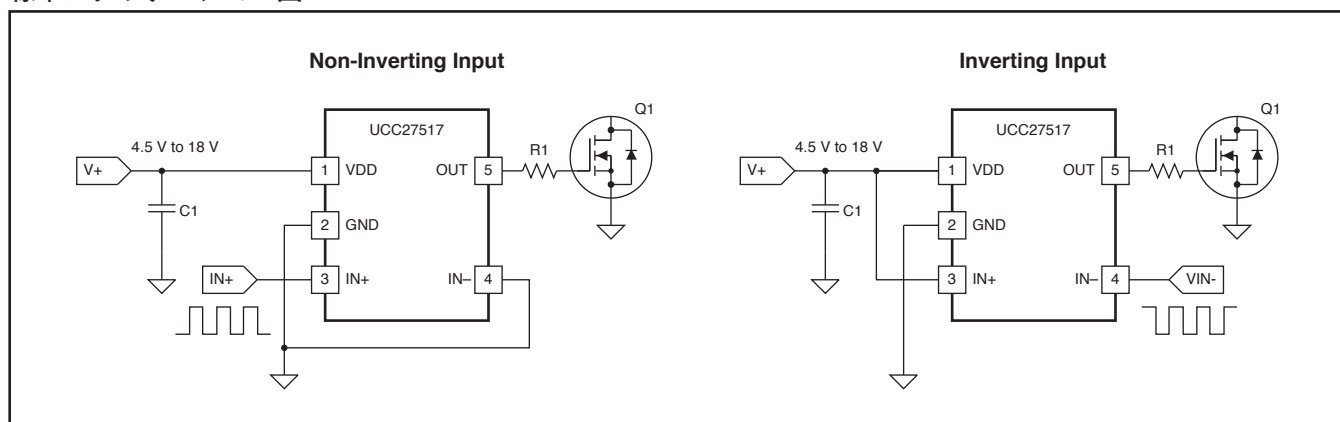 Non-Inverting Input
Q1
UCC27517
4.5 V to 18 V
R1
V+
1 VDD
OUT 5
C1
2 GND
IN+
3 IN+
IN– 4
Inverting Input
Q1
UCC27517
4.5 V to 18 V
R1
V+
1 VDD
OUT 5
C1
2 GND
3 IN+
IN– 4
VIN-